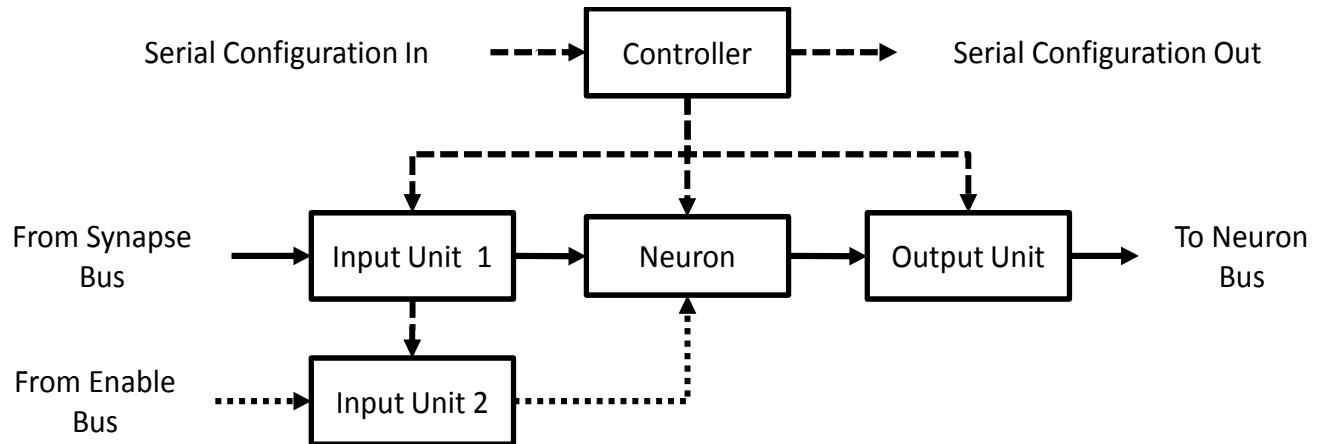 Serial Configuration In
Controller
Serial Configuration Out
From Synapse
Bus
Input Unit 1
Neuron
Output Unit
To Neuron
Bus
From Enable
Bus
Input Unit 2